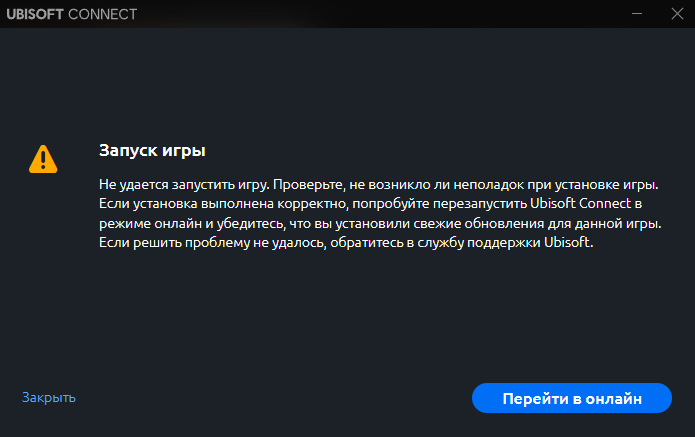 UBISOFT CONNECT
Запуск игры
Не удается запустить игру. Проверьте, не возникло ли неполадок при установке игры.
Если установка выполнена корректно, попробуйте перезапустить Ubisoft Connect в
режиме онлайн и убедитесь, что вы установили свежие обновления для данной игры.
Если решить проблему не удалось, обратитесь в службу поддержки Ubisoft.
Закрыть
Перейти в онлайн